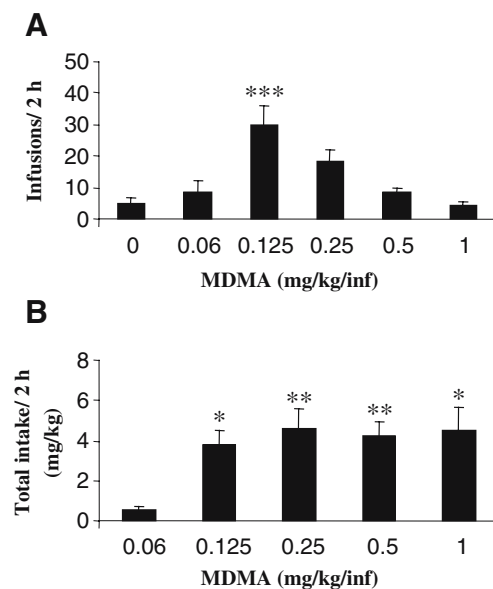 A
50
40
30
20
10
0
Infusions/ 2 h
***
0 0.06 0.125 0.25 0.5 1
MDMA (mg/kg/inf)
B
8
6
4
2
0
Total intake/ 2 h
(mg/kg)
* ** ** *
0.06 0.125 0.25 0.5 1
MDMA (mg/kg/inf)